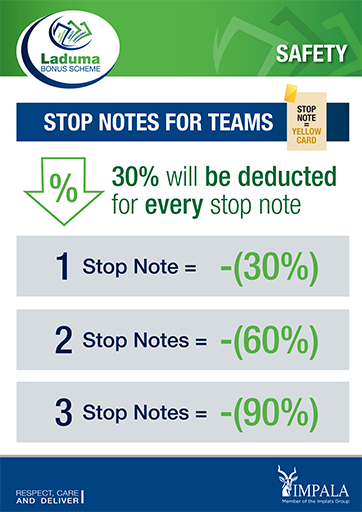 Laduma
BONUS SCHEME
SAFETY
STOP NOTES FOR TEAMS
STOP
NOTE
=
YELLOW
CARD
%
30% will be deducted
for every stop note
1 Stop Note = -(30%)
2 Stop Notes = -(60%)
3 Stop Notes = -(90%)
RESPECT, CARE
AND DELIVER
IMPALA
Member of the Implats Group